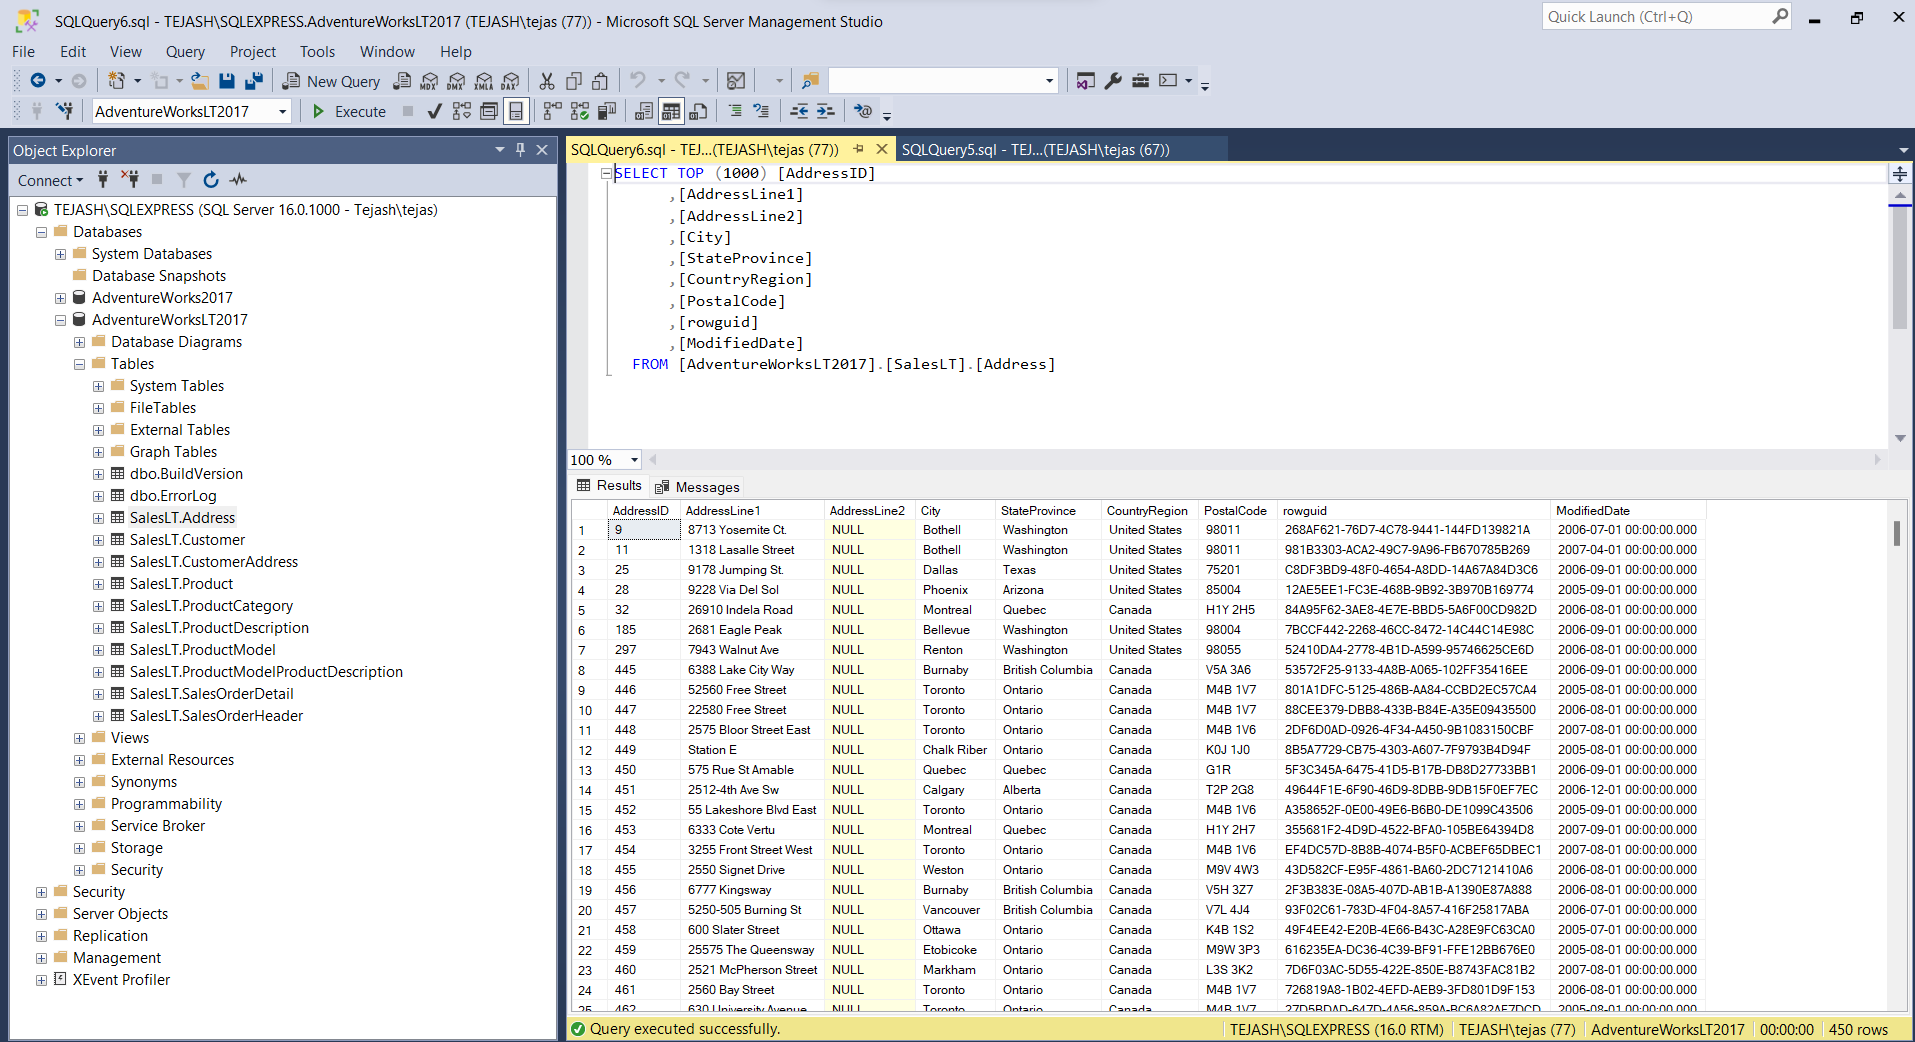 SQLQuery6.sql - TEJASH\SQLEXPRESS.AdventureWorksLT2017 (TEJASH\tejas (77)) - Microsoft SQL Server Management Studio
Quick Launch (Ctrl+Q)
File Edit View Query Project Tools Window Help
New Query MDX DMX XMLA DAX
AdventureWorksLT2017 Execute
Object Explorer
Connect
TEJASH\SQLEXPRESS (SQL Server 16.0.1000 - Tejash\tejas)
Databases
System Databases
Database Snapshots
AdventureWorks2017
AdventureWorksLT2017
Database Diagrams
Tables
System Tables
FileTables
External Tables
Graph Tables
dbo.BuildVersion
dbo.ErrorLog
SalesLT.Address
SalesLT.Customer
SalesLT.CustomerAddress
SalesLT.Product
SalesLT.ProductCategory
SalesLT.ProductDescription
SalesLT.ProductModel
SalesLT.ProductModelProductDescription
SalesLT.SalesOrderDetail
SalesLT.SalesOrderHeader
Views
External Resources
Synonyms
Programmability
Service Broker
Storage
Security
Security
Server Objects
Replication
Management
XEvent Profiler
SQLQuery6.sql - TEJ...(TEJASH\tejas (77)) SQLQuery5.sql - TEJ...(TEJASH\tejas (67))
SELECT TOP (1000) [AddressID]
,[AddressLine1]
,[AddressLine2]
,[City]
,[StateProvince]
,[CountryRegion]
,[PostalCode]
,[rowguid]
,[ModifiedDate]
FROM [AdventureWorksLT2017].[SalesLT].[Address]
100 %
Results Messages
AddressID AddressLine1 AddressLine2 City StateProvince CountryRegion PostalCode rowguid ModifiedDate
1 9 8713 Yosemite Ct. NULL Bothell Washington United States 98011 268AF621-76D7-4C78-9441-144FD139821A 2006-07-01 00:00:00.000
2 11 1318 Lasalle Street NULL Bothell Washington United States 98011 981B3303-ACA2-49C7-9A96-FB670785B269 2007-04-01 00:00:00.000
3 25 9178 Jumping St. NULL Dallas Texas United States 75201 C8DF3BD9-48F0-4654-A8DD-14A67A84D3C6 2006-09-01 00:00:00.000
4 28 9228 Via Del Sol NULL Phoenix Arizona United States 85004 12AE5EE1-FC3E-468B-9B92-3B970B169774 2005-09-01 00:00:00.000
5 32 26910 Indela Road NULL Montreal Quebec Canada H1Y 2H5 84A95F62-3AE8-4E7E-BBD5-5A6F00CD982D 2006-08-01 00:00:00.000
6 185 2681 Eagle Peak NULL Bellevue Washington United States 98004 7BCCF442-2268-46CC-8472-14C44C14E98C 2006-09-01 00:00:00.000
7 297 7943 Walnut Ave NULL Renton Washington United States 98055 52410DA4-2778-4B1D-A599-95746625CE6D 2006-08-01 00:00:00.000
8 445 6388 Lake City Way NULL Burnaby British Columbia Canada V5A 3A6 53572F25-9133-4A8B-A065-102FF35416EE 2006-09-01 00:00:00.000
9 446 52560 Free Street NULL Toronto Ontario Canada M4B 1V7 801A1DFC-5125-486B-AA84-CCBD2EC57CA4 2005-08-01 00:00:00.000
10 447 22580 Free Street NULL Toronto Ontario Canada M4B 1V7 88CEE379-DBB8-433B-B84E-A35E09435500 2006-08-01 00:00:00.000
11 448 2575 Bloor Street East NULL Toronto Ontario Canada M4B 1V6 2DF6D0AD-0926-4F34-A450-9B1083150CBF 2007-08-01 00:00:00.000
12 449 Station E NULL Chalk Riber Ontario Canada K0J 1J0 8B5A7729-CB75-4303-A607-7F9793B4D94F 2005-08-01 00:00:00.000
13 450 575 Rue St Amable NULL Quebec Quebec Canada G1R 5F3C345A-6475-41D5-B17B-DB8D27733BB1 2006-09-01 00:00:00.000
14 451 2512-4th Ave Sw NULL Calgary Alberta Canada T2P 2G8 49644F1E-6F90-46D9-8DBB-9DB15F0EF7EC 2006-12-01 00:00:00.000
15 452 55 Lakeshore Blvd East NULL Toronto Ontario Canada M4B 1V6 A358652F-0E00-49E6-B6B0-DE1099C43506 2005-09-01 00:00:00.000
16 453 6333 Cote Vertu NULL Montreal Quebec Canada H1Y 2H7 355681F2-4D9D-4522-BFA0-105BE64394D8 2007-09-01 00:00:00.000
17 454 3255 Front Street West NULL Toronto Ontario Canada M4B 1V6 EF4DC57D-8B8B-4074-B5F0-ACBEF65DBEC1 2007-08-01 00:00:00.000
18 455 2550 Signet Drive NULL Weston Ontario Canada M9V 4W3 43D582CF-E95F-4861-BA60-2DC7121410A6 2006-08-01 00:00:00.000
19 456 6777 Kingsway NULL Burnaby British Columbia Canada V5H 3Z7 2F3B383E-08A5-407D-AB1B-A1390E87A888 2006-08-01 00:00:00.000
20 457 5250-505 Burning St NULL Vancouver British Columbia Canada V7L 4J4 93F02C61-783D-4F04-8A57-416F25817ABA 2006-07-01 00:00:00.000
21 458 600 Slater Street NULL Ottawa Ontario Canada K4B 1S2 49F4EE42-E20B-4E66-B43C-A28E9FC63CA0 2005-07-01 00:00:00.000
22 459 25575 The Queensway NULL Etobicoke Ontario Canada M9W 3P3 616235EA-DC36-4C39-BF91-FFE12BB676E0 2005-08-01 00:00:00.000
23 460 2521 McPherson Street NULL Markham Ontario Canada L3S 3K2 7D6F03AC-5D55-422E-850E-B8743FAC81B2 2007-08-01 00:00:00.000
24 461 2560 Bay Street NULL Toronto Ontario Canada M4B 1V7 726819A8-1B02-4EFD-AEB9-3FD801D9F153 2006-08-01 00:00:00.000
25 462 630 University Avenue NULL Toronto Ontario Canada M4B 1V7 27D5BDAD-647D-4A56-859A-BC6A82AF7DCD 2005-08-01 00:00:00.000
Query executed successfully. TEJASH\SQLEXPRESS (16.0 RTM) TEJASH\tejas (77) AdventureWorksLT2017 00:00:00 450 rows